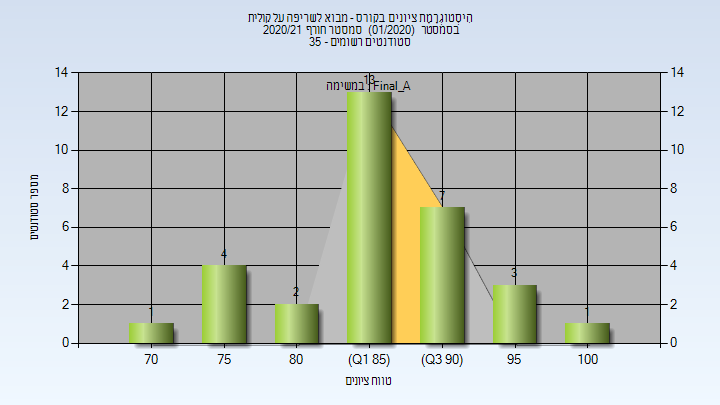 היסטוגרמת ציונים בקורס - מבוא לשריפה על קולית
בסמסטר (01/2020) סמסטר חורף 2020/21
סטודנטים רשומים - 35
במשימה : Final_A
14 14
12 12
10 10
8 8
6 6
4 4
2 2
0 0
1 4 2 13 7 3 1
70 75 80 (Q1 85) (Q3 90) 95 100
טווח ציונים
מספר סטודנטים